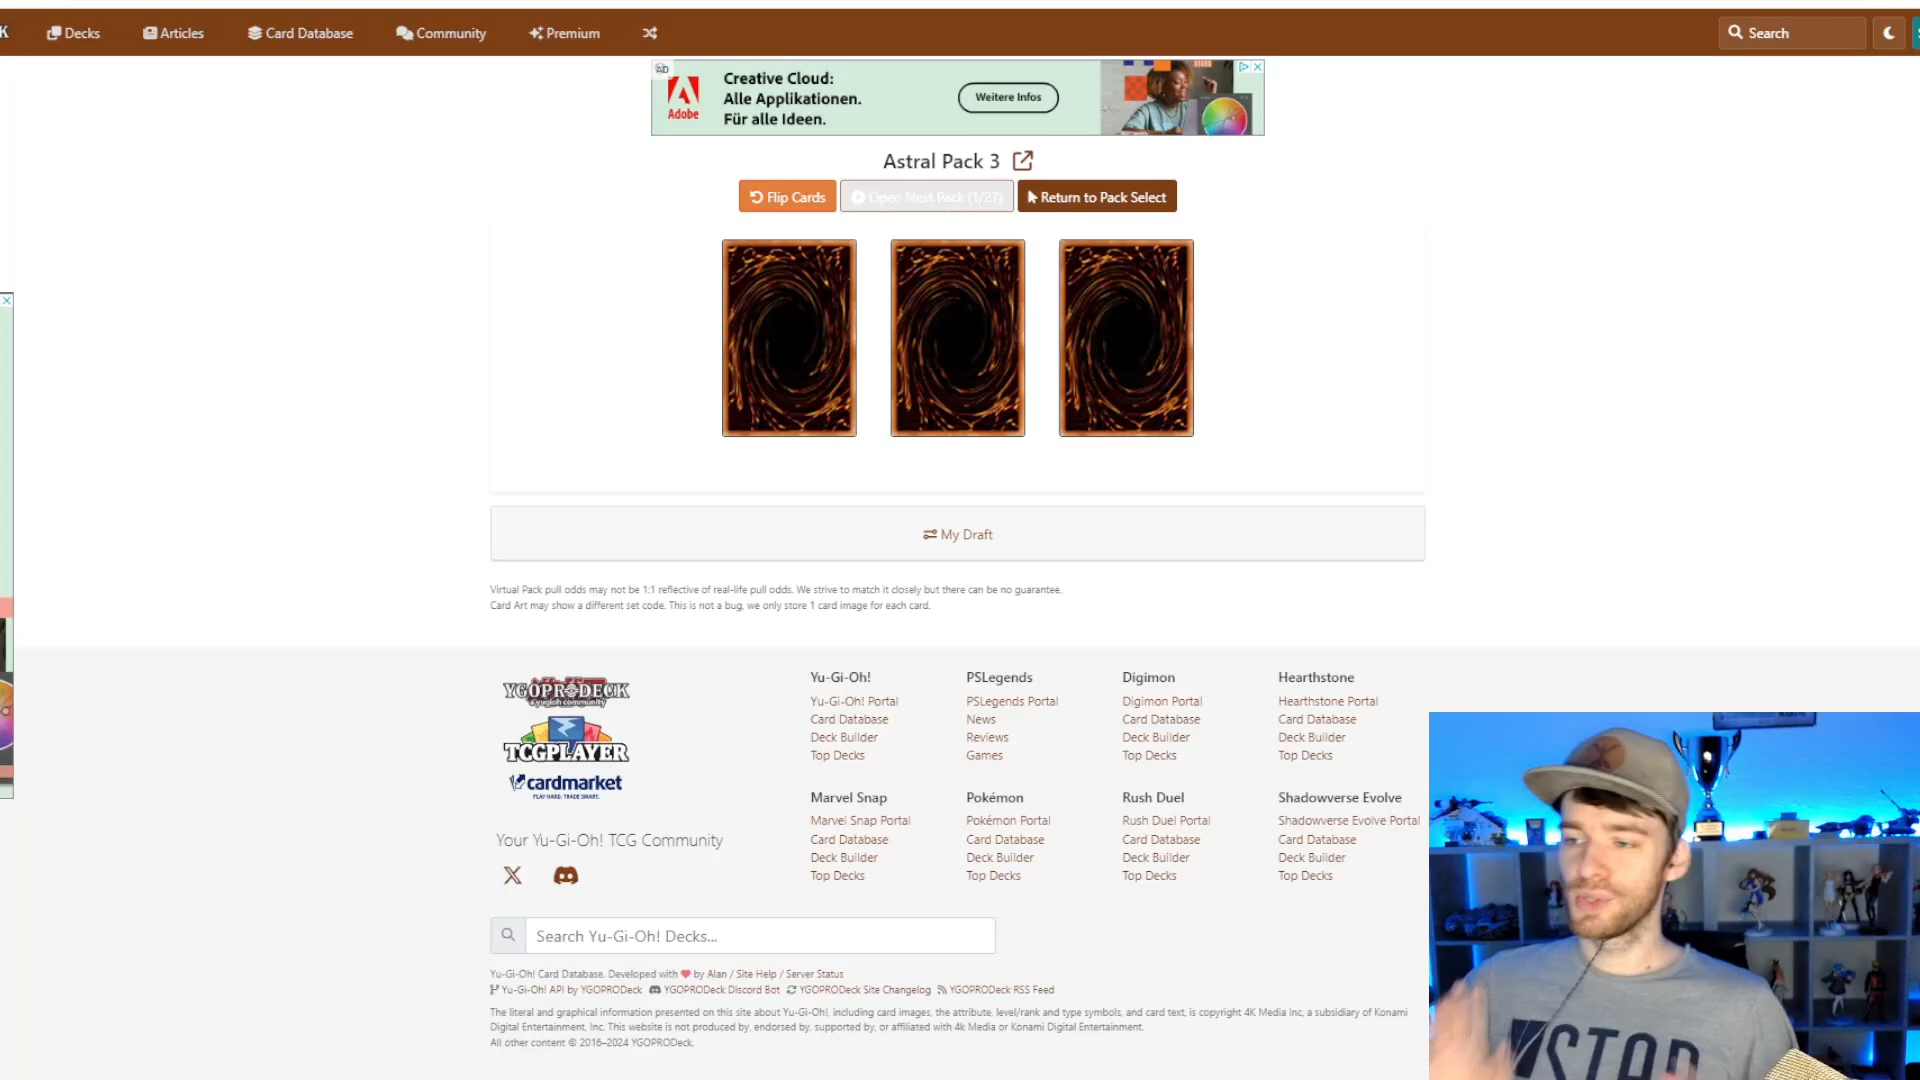 K
Decks
Articles
Card Database
Community
Premium
Search
AD
Adobe
Creative Cloud:
Alle Applikationen.
Für alle Ideen.
Weitere Infos
Astral Pack 3
Flip Cards
Open Next Pack (1/27)
Return to Pack Select
My Draft
Virtual Pack pull odds may not be 1:1 reflective of real-life pull odds. We strive to match it closely but there can be no guarantee.
Card Art may show a different set code. This is not a bug, we only store 1 card image for each card.
YGOPRODECK
a yugioh community
TCGPLAYER
cardmarket
PLAY HARD. TRADE SMART.
Your Yu-Gi-Oh! TCG Community
Yu-Gi-Oh!
Yu-Gi-Oh! Portal
Card Database
Deck Builder
Top Decks
PSLegends
PSLegends Portal
News
Reviews
Games
Digimon
Digimon Portal
Card Database
Deck Builder
Top Decks
Hearthstone
Hearthstone Portal
Card Database
Deck Builder
Top Decks
Marvel Snap
Marvel Snap Portal
Card Database
Deck Builder
Top Decks
Pokémon
Pokémon Portal
Card Database
Deck Builder
Top Decks
Rush Duel
Rush Duel Portal
Card Database
Deck Builder
Top Decks
Shadowverse Evolve
Shadowverse Evolve Portal
Card Database
Deck Builder
Top Decks
Search Yu-Gi-Oh! Decks...
Yu-Gi-Oh! Card Database. Developed with ❤ by Alan / Site Help / Server Status
Yu-Gi-Oh! API by YGOPRODeck YGOPRODeck Discord Bot YGOPRODeck Site Changelog YGOPRODeck RSS Feed
The literal and graphical information presented on this site about Yu-Gi-Oh!, including card images, the attribute, level/rank and type symbols, and card text, is copyright 4K Media Inc, a subsidiary of Konami
Digital Entertainment, Inc. This website is not produced by, endorsed by, supported by, or affiliated with 4k Media or Konami Digital Entertainment.
All other content © 2016–2024 YGOPRODeck.
STAR